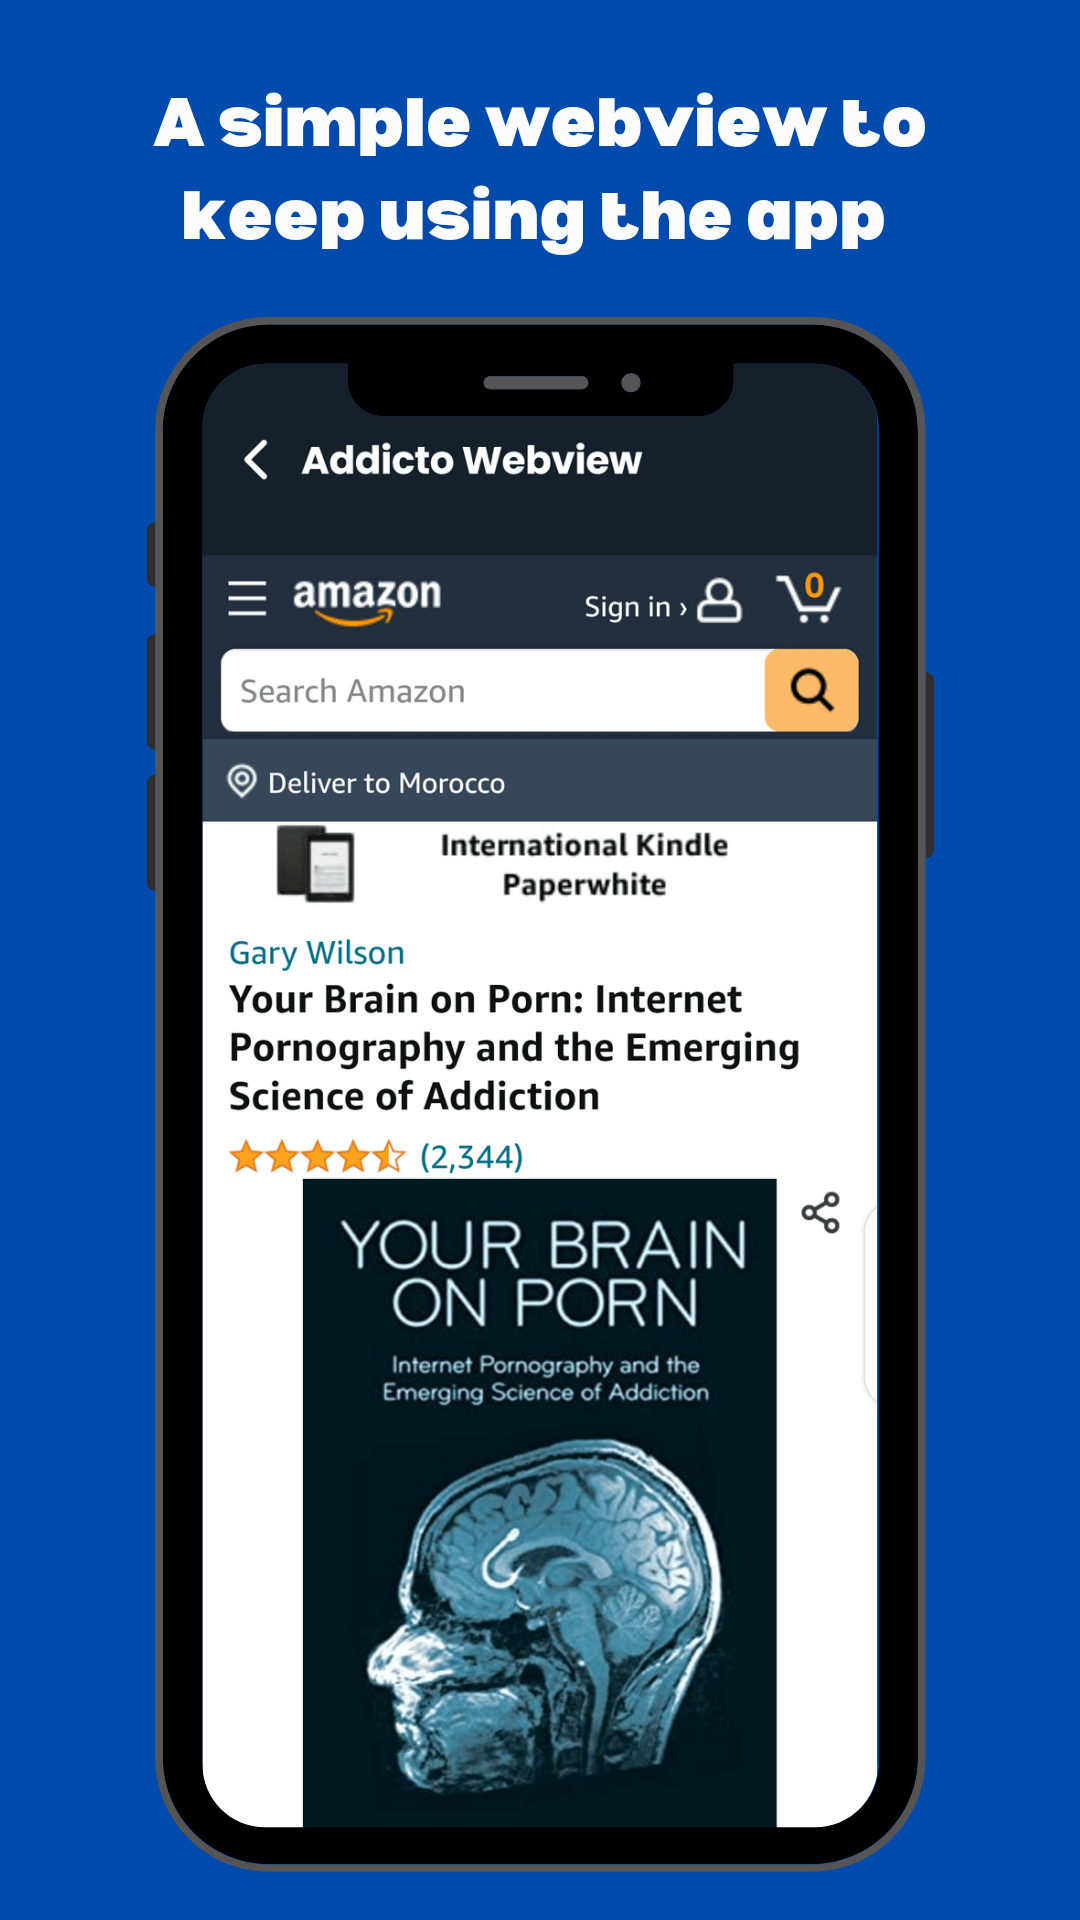 A simple webview to
keep using the app
Addicto Webview
amazon
Sign in ›
0
Search Amazon
Deliver to Morocco
International Kindle
Paperwhite
Gary Wilson
Your Brain on Porn: Internet
Pornography and the Emerging
Science of Addiction
(2,344)
YOUR BRAIN
ON PORN
Internet Pornography and the
Emerging Science of Addiction